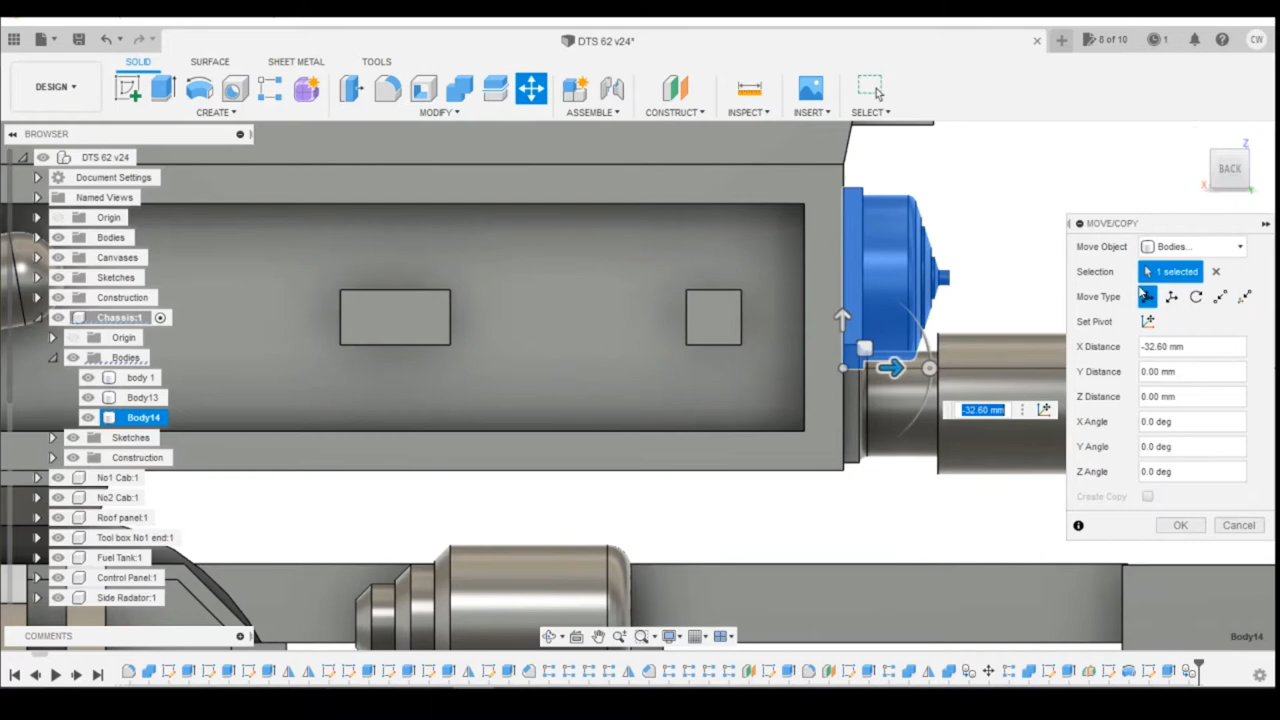 DTS 62 v24*
8 of 10
1
CW
DESIGN
SOLID
SURFACE
SHEET METAL
TOOLS
CREATE
MODIFY
ASSEMBLE
CONSTRUCT
INSPECT
INSERT
SELECT
BROWSER
DTS 62 v24
Document Settings
Named Views
Origin
Bodies
Canvases
Sketches
Construction
Chassis:1
Origin
Bodies
body 1
Body13
Body14
Sketches
Construction
No1 Cab:1
No2 Cab:1
Roof panel:1
Tool box No1 end:1
Fuel Tank:1
Control Panel:1
Side Radator:1
COMMENTS
Z
BACK
X
Y
MOVE/COPY
Move Object Bodies...
Selection 1 selected
Move Type
Set Pivot
X Distance -32.60 mm
Y Distance 0.00 mm
Z Distance 0.00 mm
X Angle 0.0 deg
Y Angle 0.0 deg
Z Angle 0.0 deg
Create Copy
OK Cancel
-32.60 mm
Body14